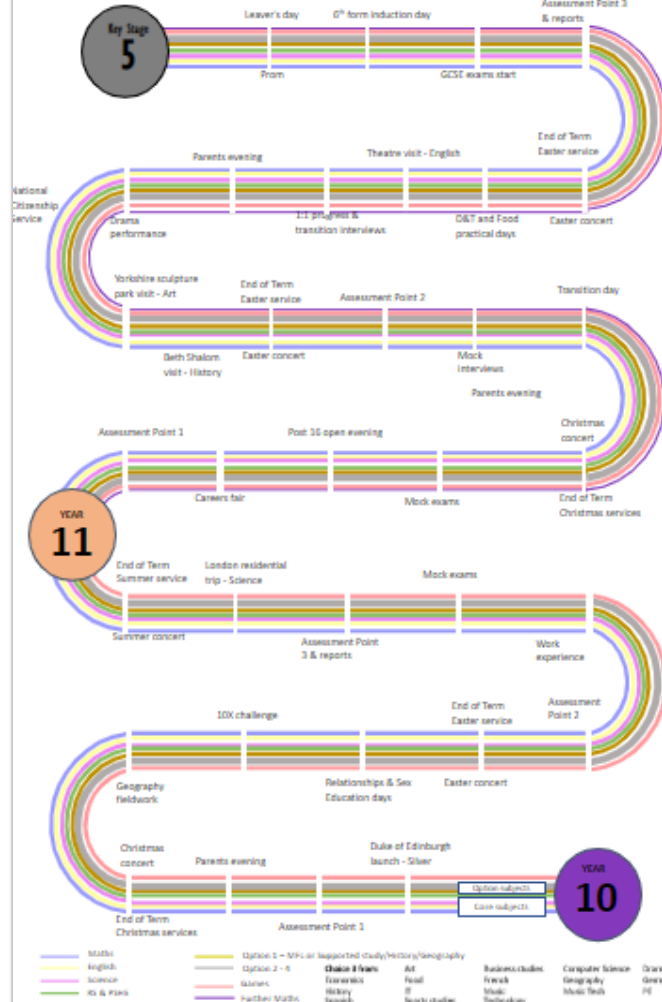 Assessment Point 3
& reports
Leaver's day
6th form induction day
Key Stage
5
Prom
GCSE exams start
End of Term
Easter service
Theatre visit - English
Parents evening
National
Citizenship
Service
Drama
performance
1:1 progress &
transition interviews
D&T and Food
practical days
Easter concert
Yorkshire sculpture
park visit - Art
End of Term
Easter service
Assessment Point 2
Transition day
Beth Shalom
visit - History
Easter concert
Mock
interviews
Parents evening
Christmas
concert
Assessment Point 1
Post 16 open evening
Careers fair
Mock exams
End of Term
Christmas services
YEAR
11
End of Term
Summer service
London residential
trip - Science
Mock exams
Summer concert
Assessment Point
3 & reports
Work
experience
10X challenge
End of Term
Easter service
Assessment
Point 2
Geography
fieldwork
Relationships & Sex
Education days
Easter concert
Christmas
concert
Parents evening
Duke of Edinburgh
launch - Silver
Option subjects
Core subjects
YEAR
10
End of Term
Christmas services
Assessment Point 1
Maths
English
Science
RS & PSHEG
Option 1 - MFL or Supported study/History/Geography
Option 2 - 4
Games
Further Maths
Choice 3 from:
Economics
History
Spanish
Art
Food
IT
Sports studies
Business studies
French
Music
Technology
Computer Science
Geography
Music Tech
PE